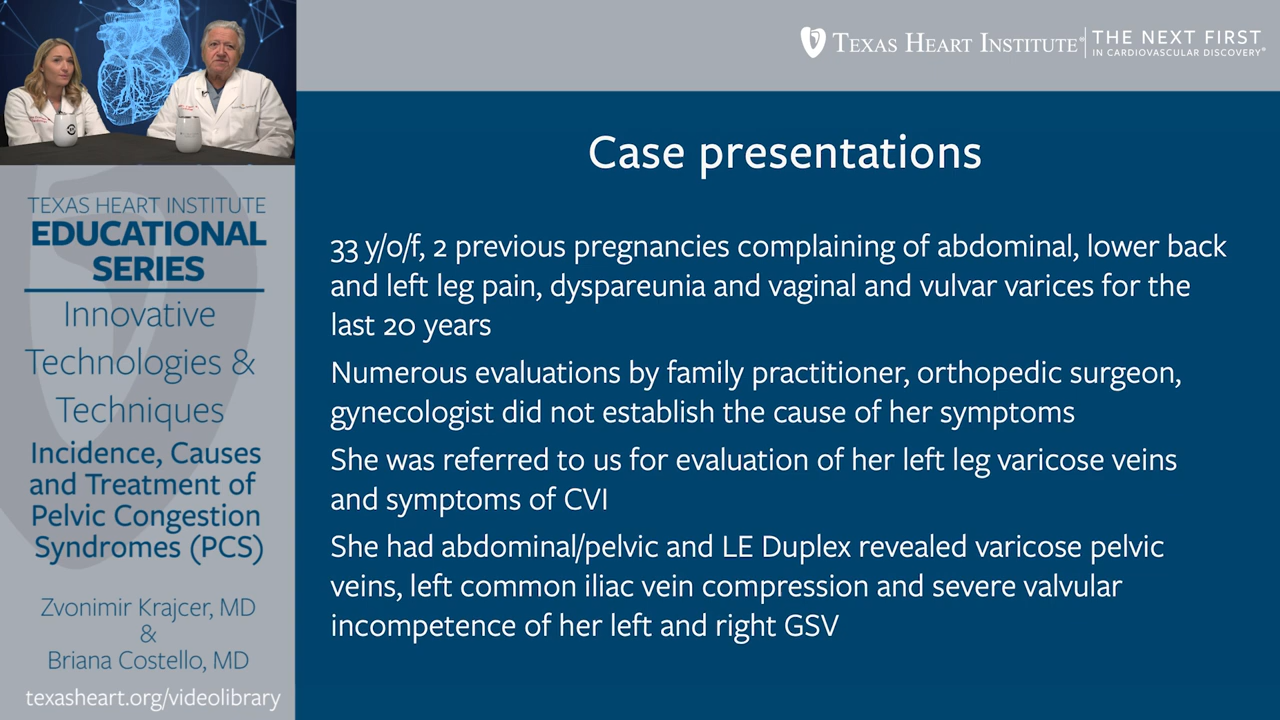 TEXAS HEART INSTITUTE® THE NEXT FIRST
IN CARDIOVASCULAR DISCOVERY®
TEXAS HEART INSTITUTE
EDUCATIONAL
SERIES
Innovative
Technologies &
Techniques
Incidence, Causes
and Treatment of
Pelvic Congestion
Syndromes (PCS)
Zvonimir Krajcer, MD
&
Briana Costello, MD
texasheart.org/videolibrary
Case presentations
33 y/o/f, 2 previous pregnancies complaining of abdominal, lower back
and left leg pain, dyspareunia and vaginal and vulvar varices for the
last 20 years
Numerous evaluations by family practitioner, orthopedic surgeon,
gynecologist did not establish the cause of her symptoms
She was referred to us for evaluation of her left leg varicose veins
and symptoms of CVI
She had abdominal/pelvic and LE Duplex revealed varicose pelvic
veins, left common iliac vein compression and severe valvular
incompetence of her left and right GSV